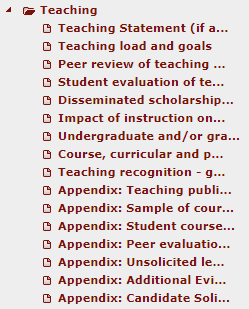 Teaching
Teaching Statement (if a...
Teaching load and goals
Peer review of teaching ...
Student evaluation of te...
Disseminated scholarship...
Impact of instruction on...
Undergraduate and/or gra...
Course, curricular and p...
Teaching recognition - g...
Appendix: Teaching publi...
Appendix: Sample of cour...
Appendix: Student course...
Appendix: Peer evaluatio...
Appendix: Unsolicited le...
Appendix: Additional Evi...
Appendix: Candidate Soli...